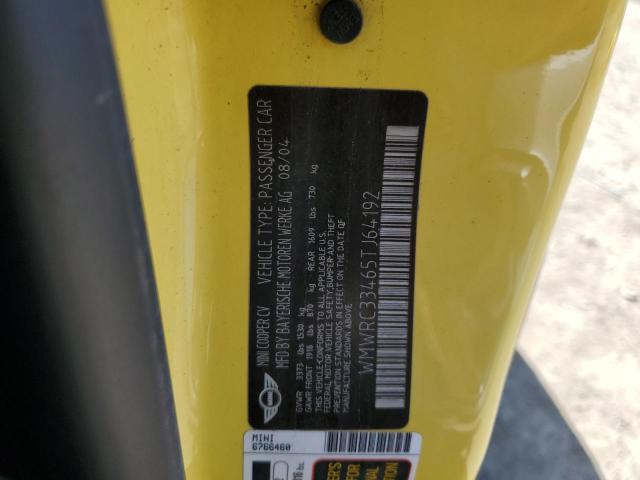 MINI COOPER CV VEHICLE TYPE: PASSENGER CAR
MFD BY BAYERISCHE MOTOREN WERKE AG 08/04
GVWR 3373 lbs 1530 kg
GAWR FRONT 1918 lbs 870 kg REAR 1609 lbs 730 kg
THIS VEHICLE CONFORMS TO ALL APPLICABLE U.S.
FEDERAL MOTOR VEHICLE SAFETY, BUMPER AND THEFT
PREVENTION STANDARDS IN EFFECT ON THE DATE OF
MANUFACTURE SHOWN ABOVE.
WMWRC33465TJ64192
MINI
6766460